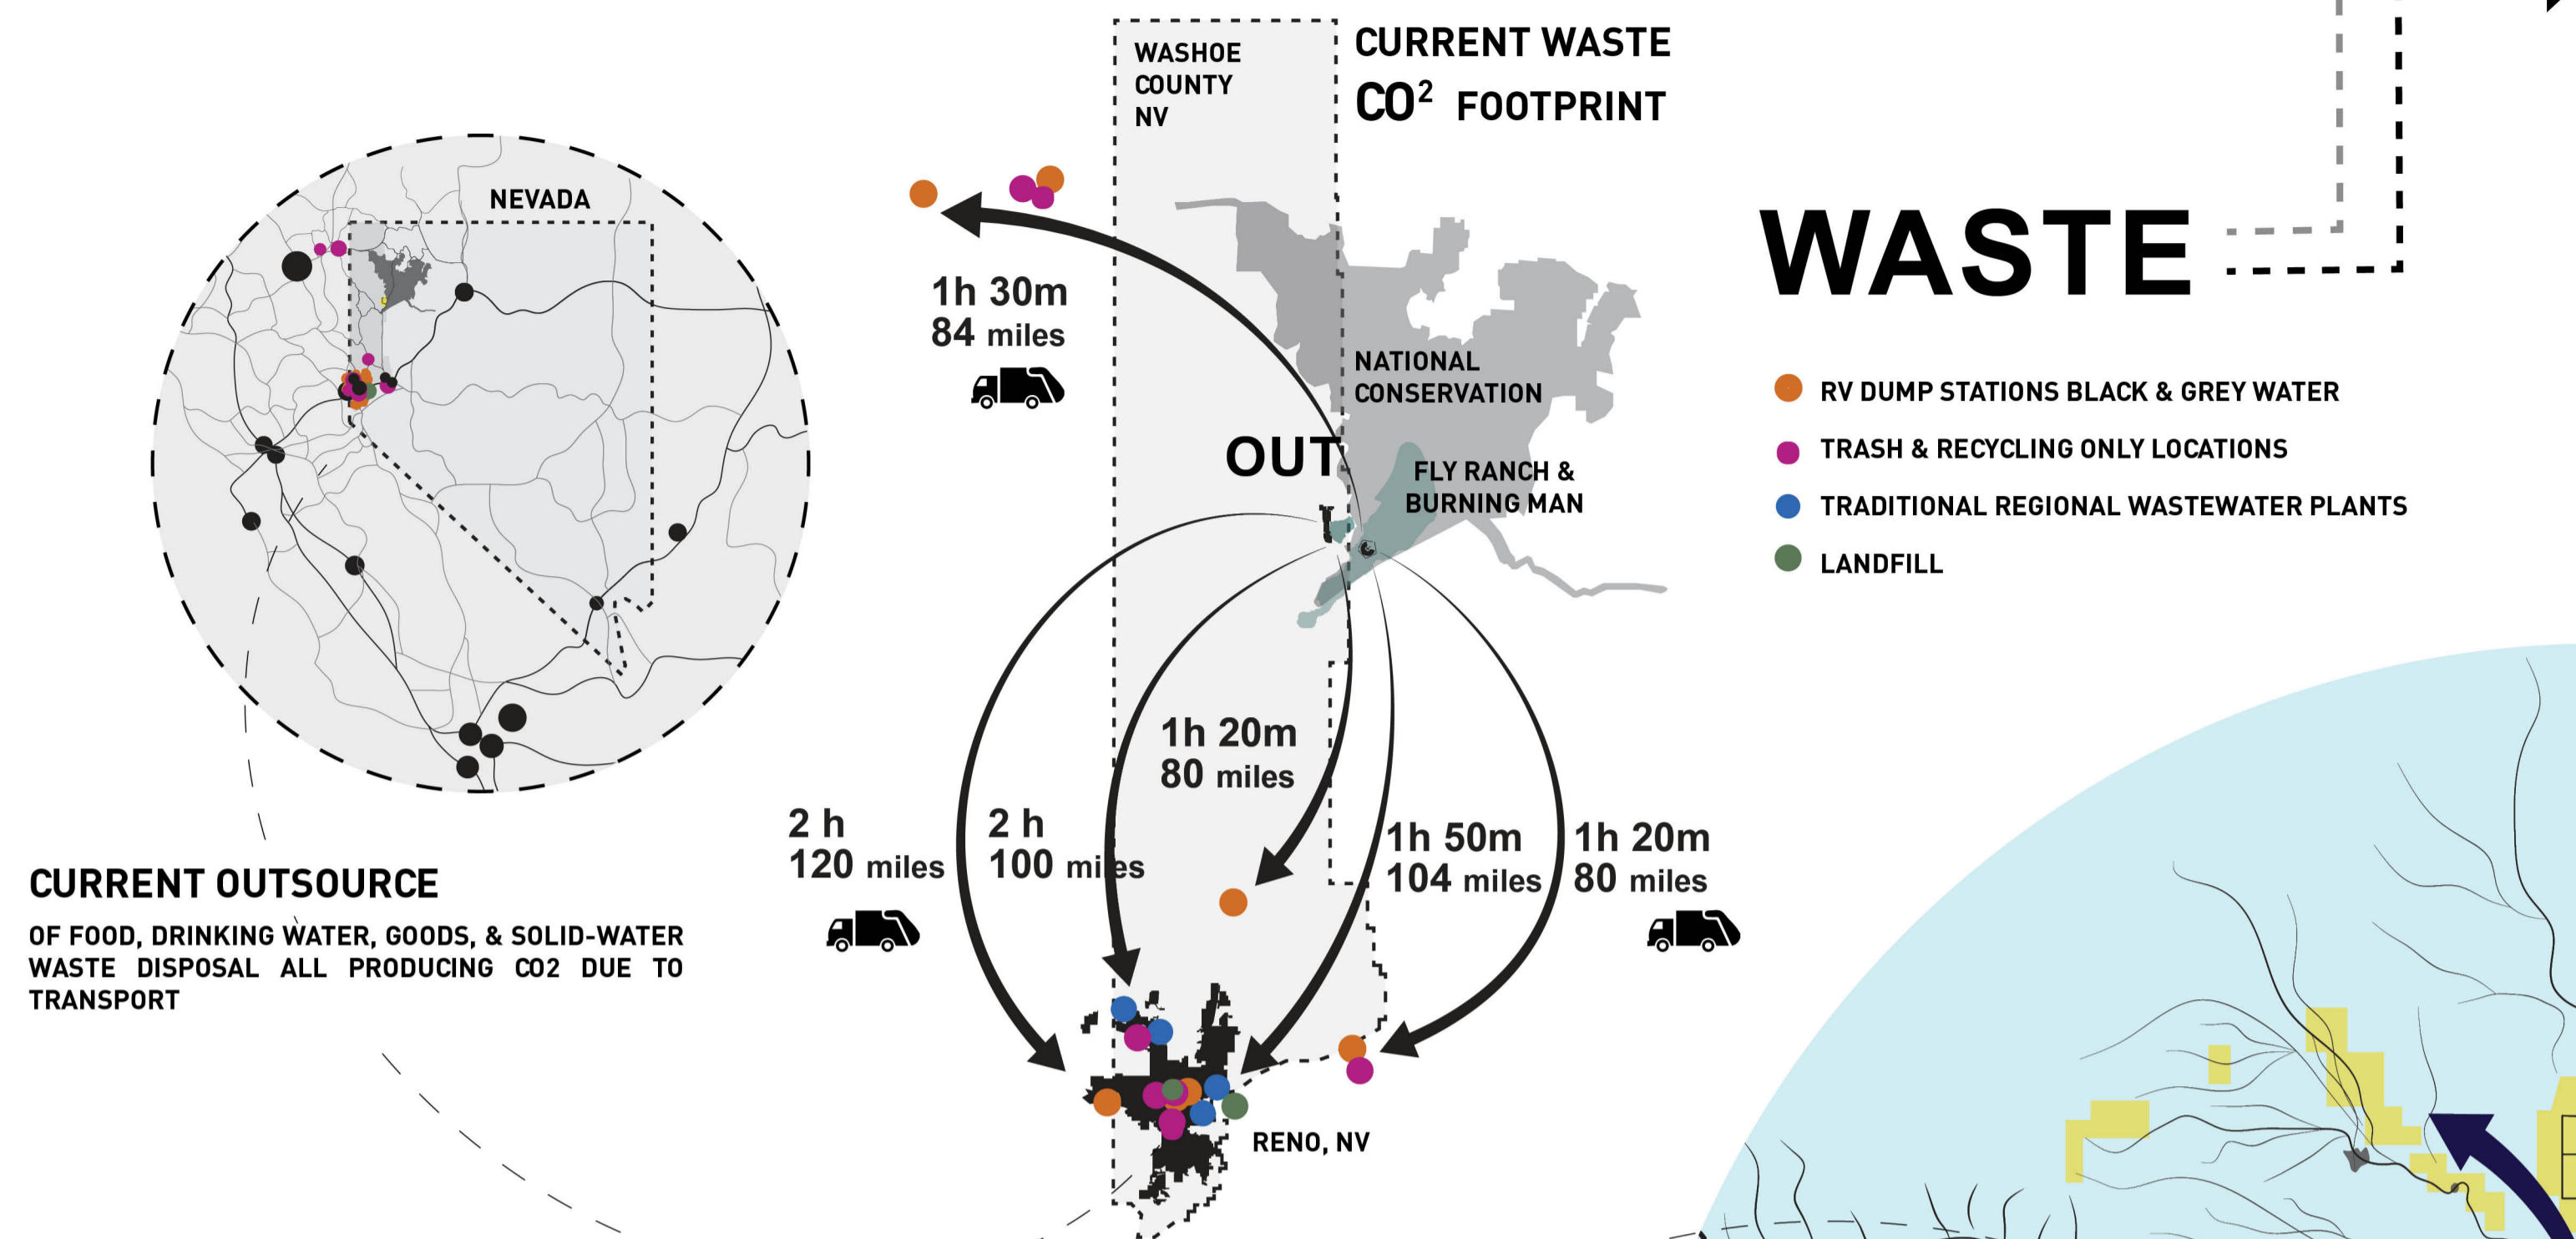 WASHOE
COUNTY
NV
CURRENT WASTE
CO² FOOTPRINT
NEVADA
1h 30m
84 miles
WASTE
NATIONAL
CONSERVATION
OUT
FLY RANCH &
BURNING MAN
RV DUMP STATIONS BLACK & GREY WATER
TRASH & RECYCLING ONLY LOCATIONS
TRADITIONAL REGIONAL WASTEWATER PLANTS
LANDFILL
1h 20m
80 miles
2 h
120 miles
2 h
100 miles
1h 50m
104 miles
1h 20m
80 miles
CURRENT OUTSOURCE
OF FOOD, DRINKING WATER, GOODS, & SOLID-WATER
WASTE DISPOSAL ALL PRODUCING CO2 DUE TO
TRANSPORT
RENO, NV